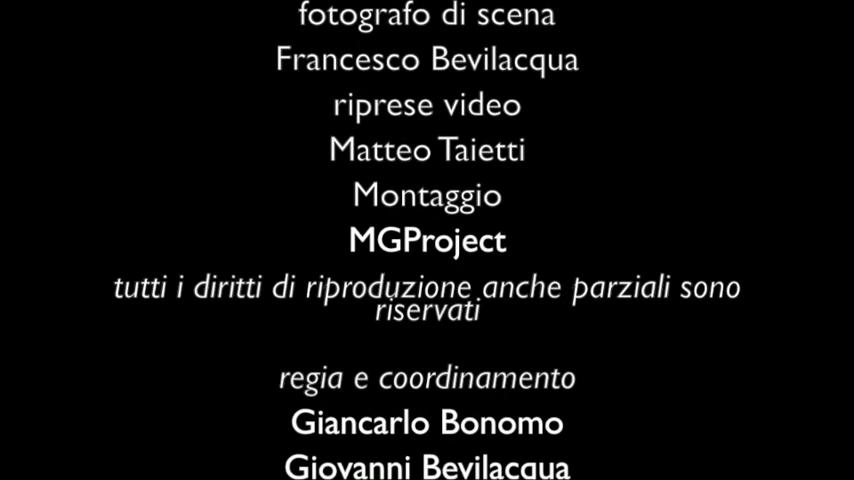 fotografo di scena
Francesco Bevilacqua
riprese video
Matteo Taietti
Montaggio
MGProject
tutti i diritti di riproduzione anche parziali sono
riservati
regia e coordinamento
Giancarlo Bonomo
Giovanni Bevilacqua